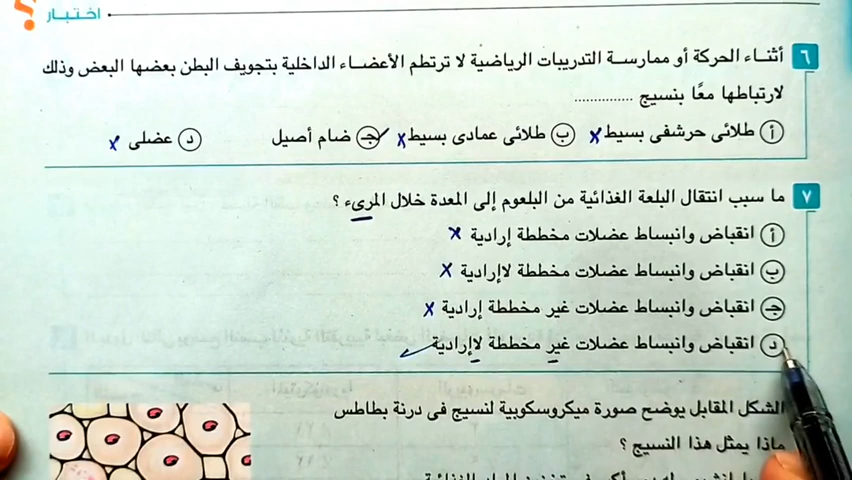 اختبار
٦ أثناء الحركة أو ممارسة التدريبات الرياضية لا ترتطم الأعضاء الداخلية بتجويف البطن بعضها البعض وذلك
لارتباطها معًا بنسيج ...............
أ طلائى حرشفى بسيط ب طلائى عمادى بسيط جـ ضام أصيل د عضلى
٧ ما سبب انتقال البلعة الغذائية من البلعوم إلى المعدة خلال المرىء ؟
أ انقباض وانبساط عضلات مخططة إرادية
ب انقباض وانبساط عضلات مخططة لاإرادية
جـ انقباض وانبساط عضلات غير مخططة إرادية
د انقباض وانبساط عضلات غير مخططة لاإرادية
الشكل المقابل يوضح صورة ميكروسكوبية لنسيج فى درنة بطاطس
ماذا يمثل هذا النسيج ؟